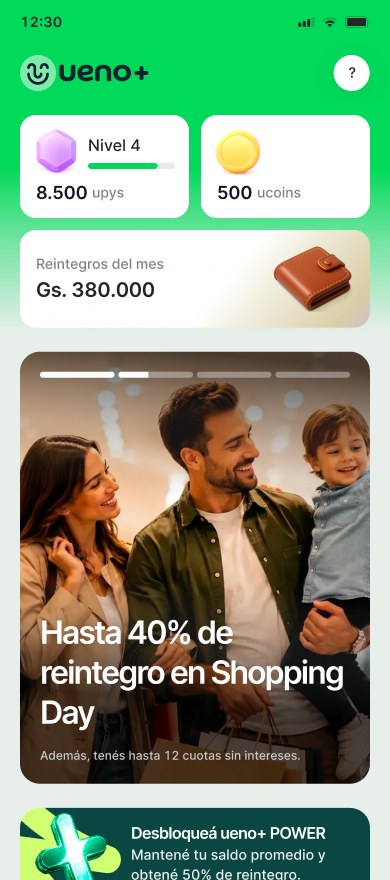 12:30
ueno+
?
Nivel 4
8.500 upys
500 ucoins
Reintegros del mes
Gs. 380.000
Hasta 40% de
reintegro en Shopping
Day
Además, tenés hasta 12 cuotas sin intereses.
Desbloqueá ueno+ POWER
Mantené tu saldo promedio y
obtené 50% de reintegro.